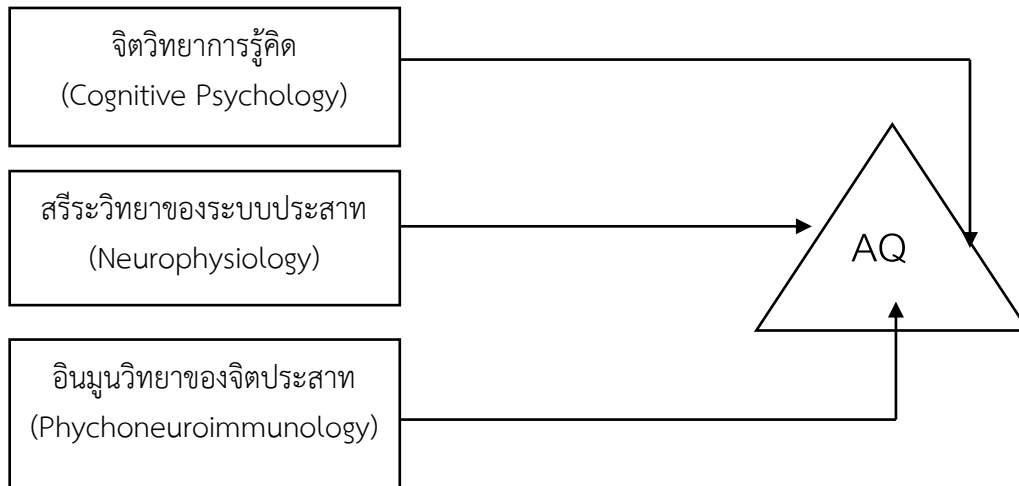 จิตวิทยาการรู้คิด
(Cognitive Psychology)
สรีระวิทยาของระบบประสาท
(Neurophysiology)
AQ
อินมูนวิทยาของจิตประสาท
(Phychoneuroimmunology)